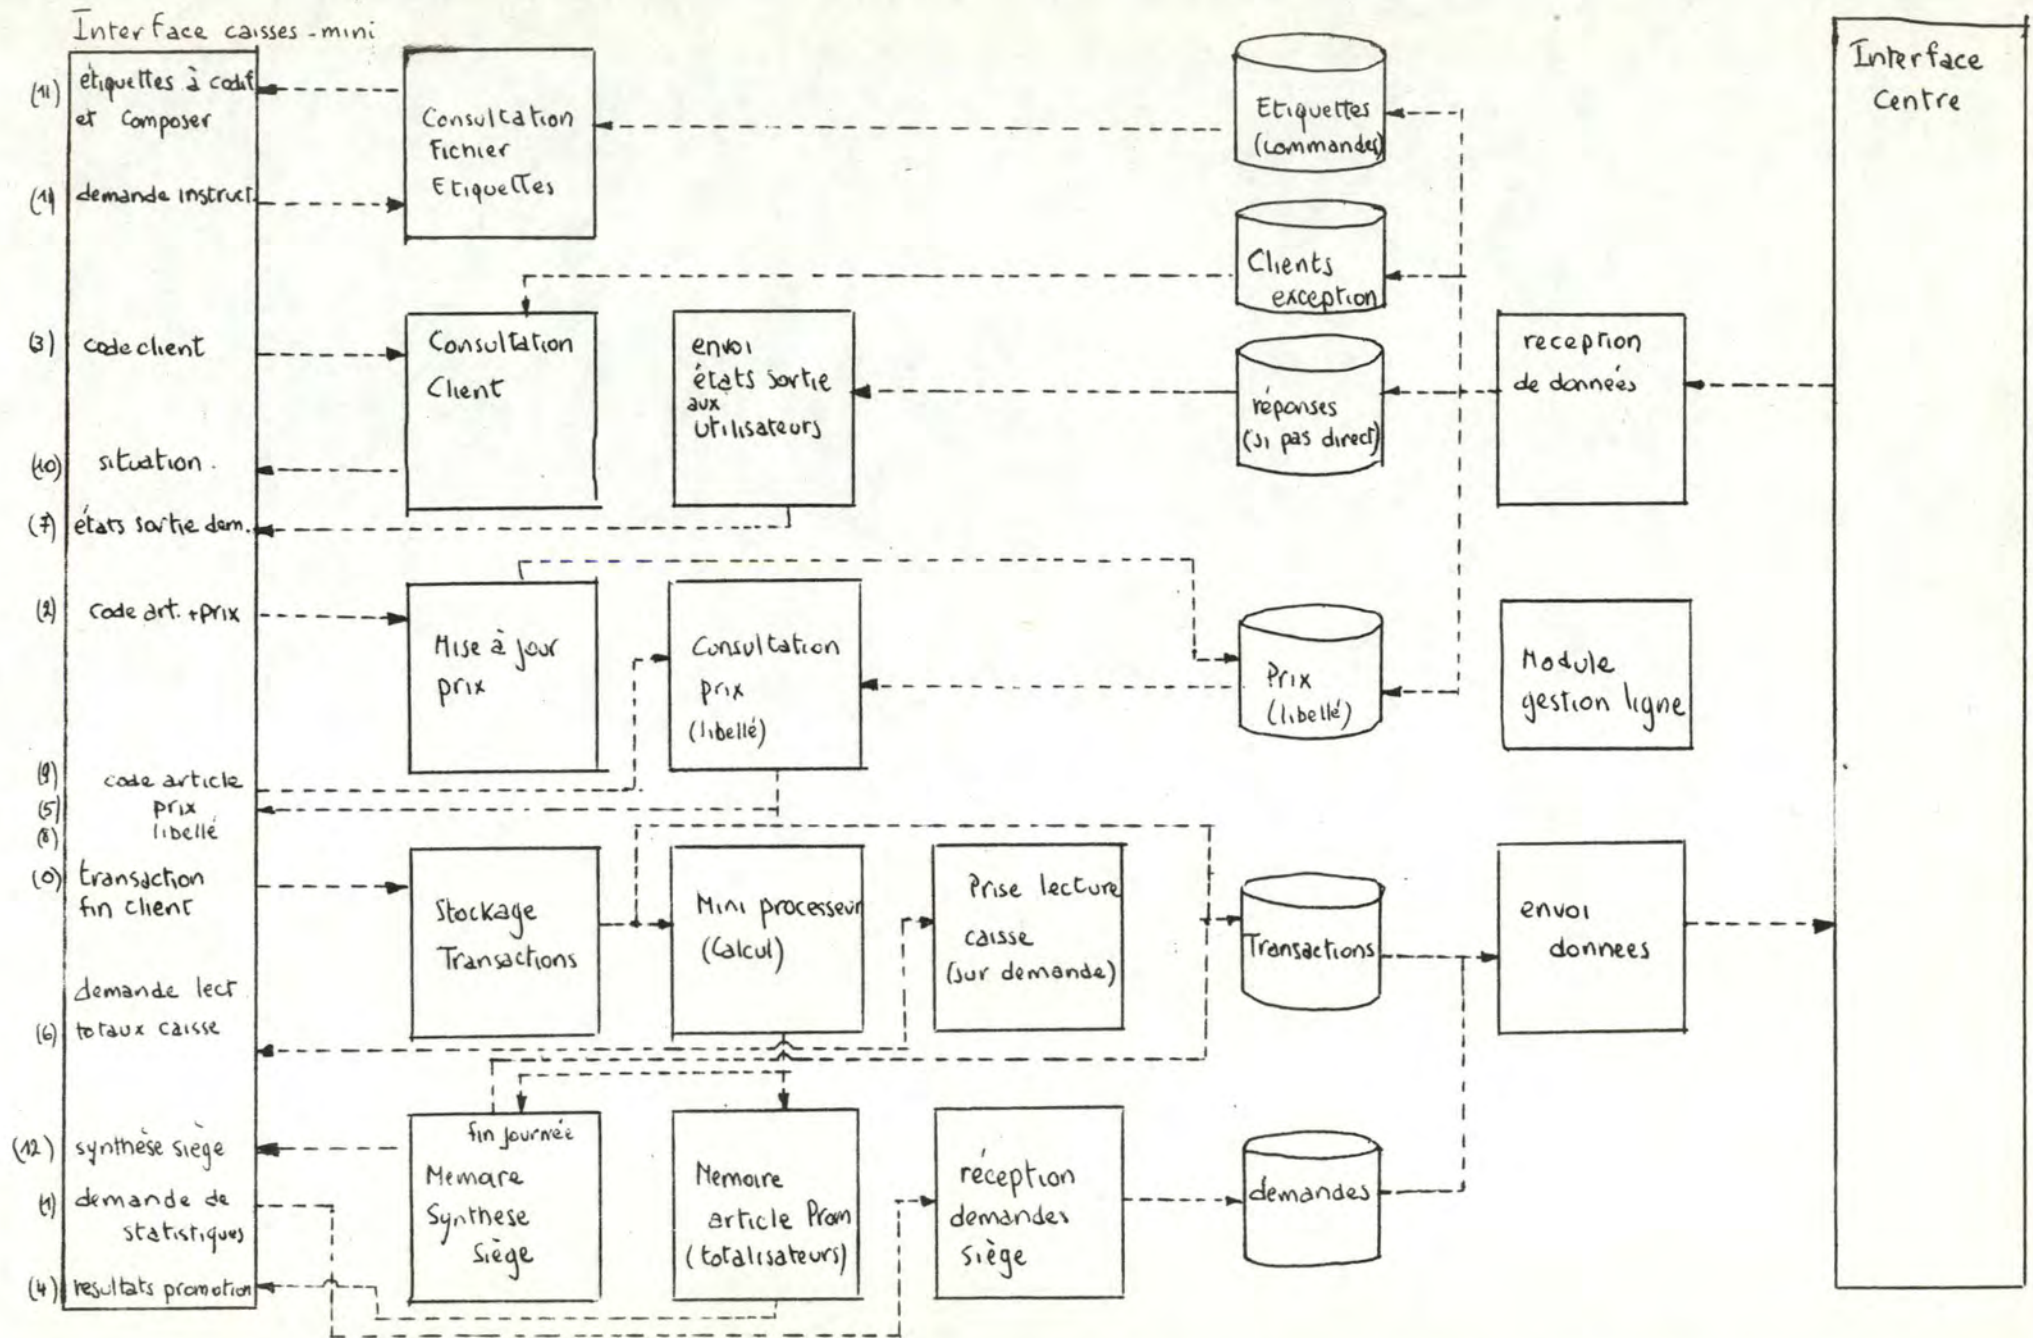 Interface caisses-mini
(11) étiquettes à codif
et composer
(1) demande instruct.
(3) code client
(10) situation.
(7) états sortie dem.
(2) code art. + prix
(9) code article
(5) prix
(8) libellé
(0) transaction
fin client
demande lect
(6) totaux caisse
(12) synthèse siège
(1) demande de
statistiques
(4) resultats promotion
Consultation
Fichier
Etiquettes
Consultation
Client
envoi
états sortie
aux
utilisateurs
Mise à jour
prix
Consultation
prix
(libellé)
Stockage
Transactions
Mini processeur
(Calcul)
Prise lecture
caisse
(sur demande)
fin journée
Memoire
Synthese
Siège
Memoire
article Prom
(totalisateurs)
réception
demandes
siège
Etiquettes
(commandes)
Clients
exception
réponses
(si pas direct)
Prix
(libellé)
Transactions
demandes
reception
de données
Module
gestion ligne
envoi
donnees
Interface
Centre